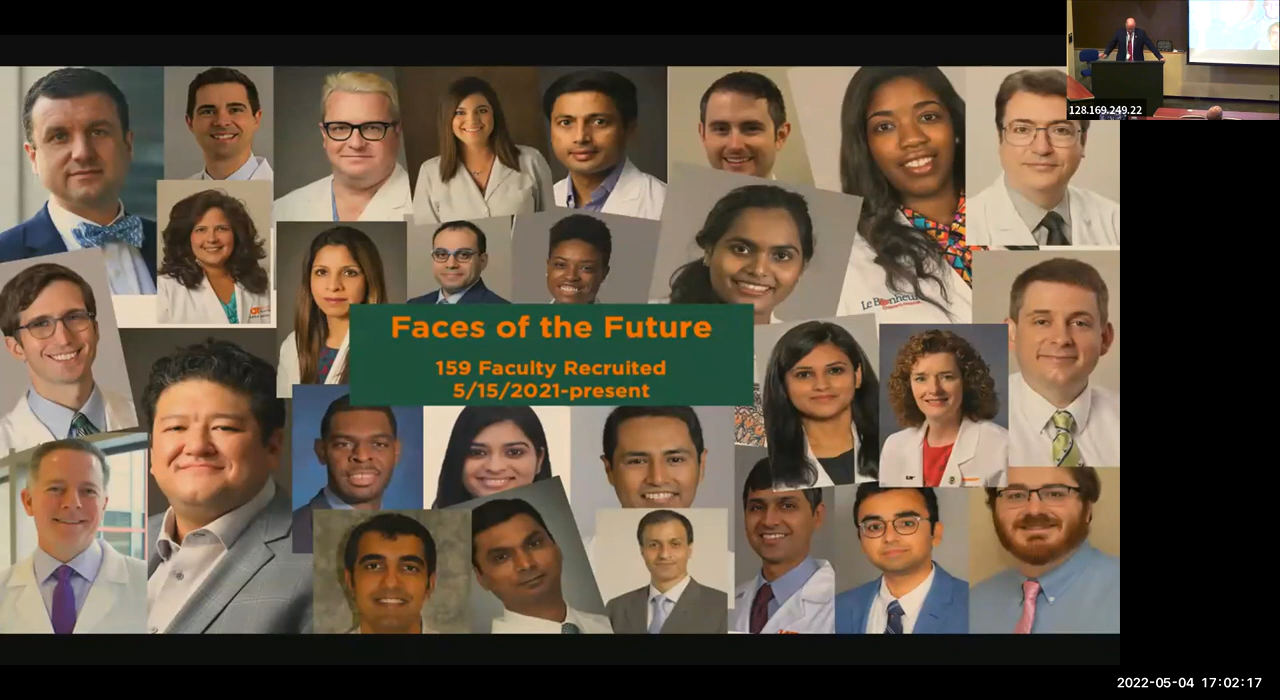 128.169.249.22
Le Bonheur
Faces of the Future
159 Faculty Recruited
5/15/2021-present
2022-05-04 17:02:17